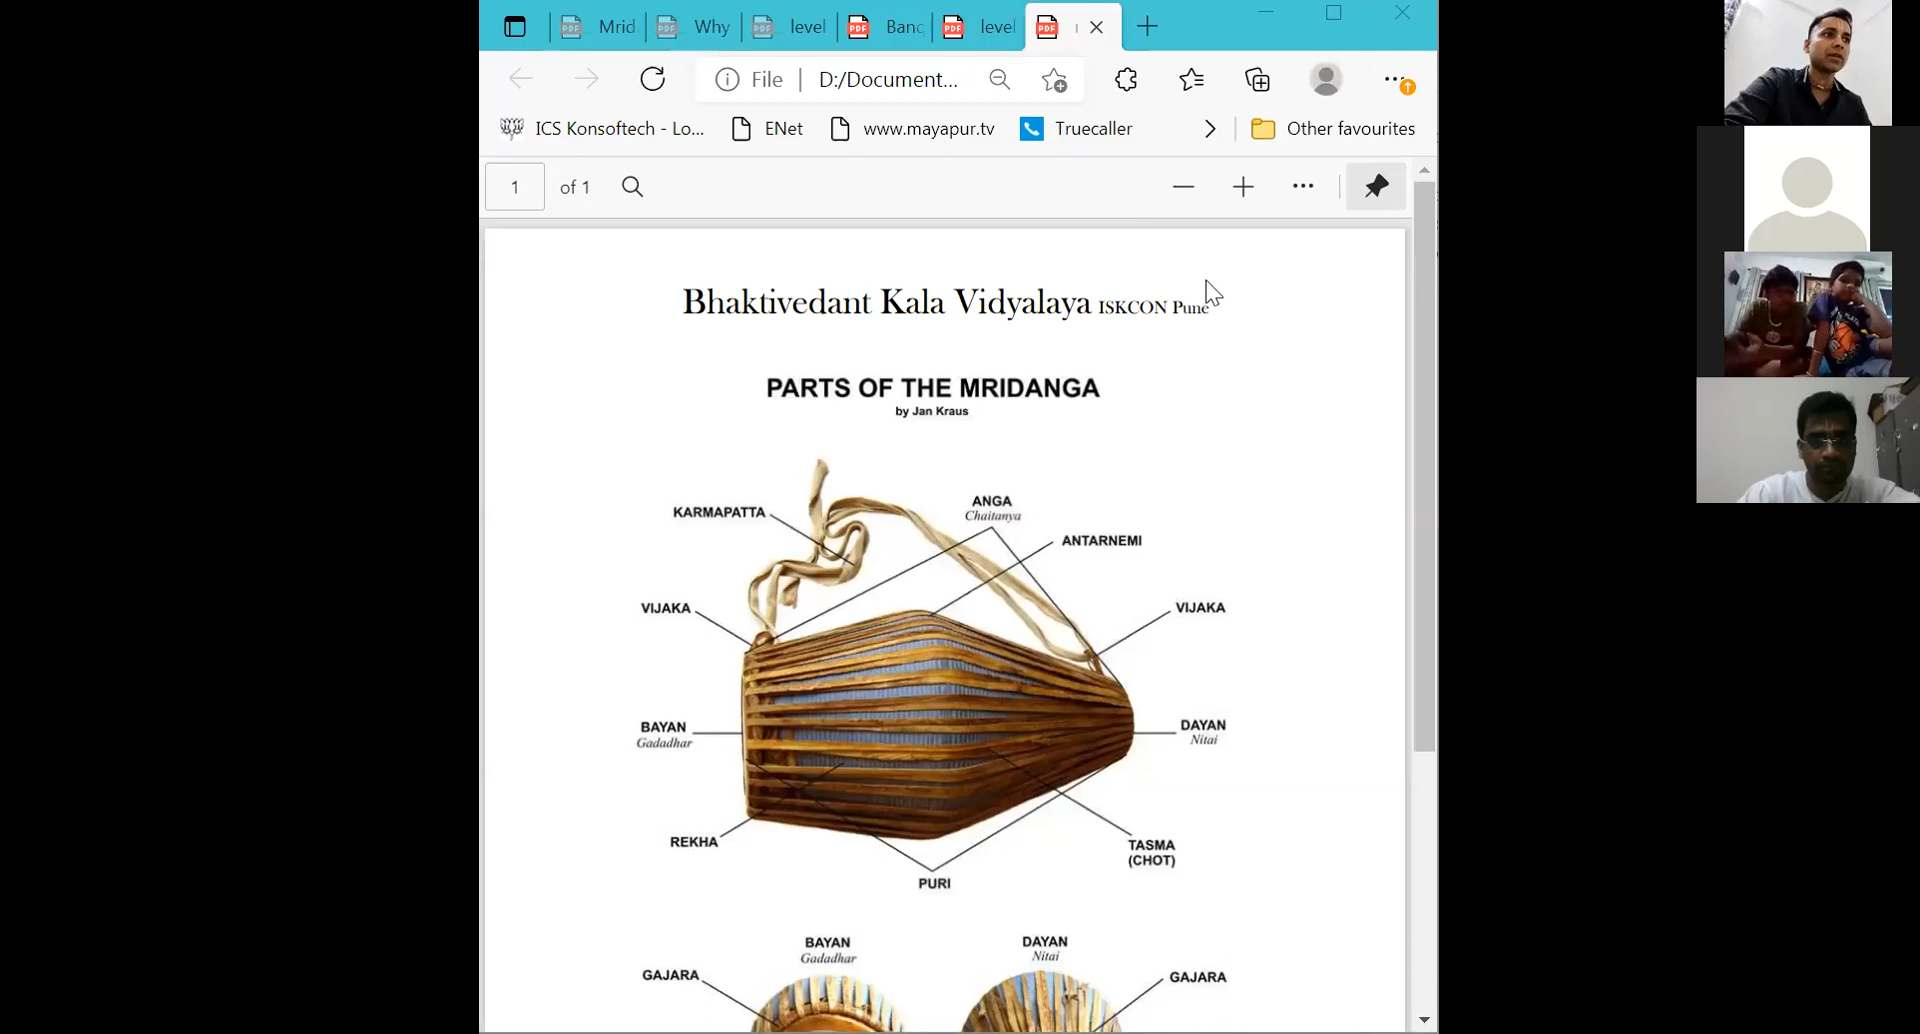 Mrid
Why
level
Banc
level
File
D:/Document...
ICS Konsoftech - Lo...
ENet
www.mayapur.tv
Truecaller
Other favourites
1
of 1
Bhaktivedant Kala Vidyalaya ISKCON Pune
PARTS OF THE MRIDANGA
by Jan Kraus
KARMAPATTA
ANGA
Chaitanya
ANTARNEMI
VIJAKA
VIJAKA
BAYAN
Gadadhar
DAYAN
Nitai
REKHA
TASMA
(CHOT)
PURI
BAYAN
Gadadhar
DAYAN
Nitai
GAJARA
GAJARA